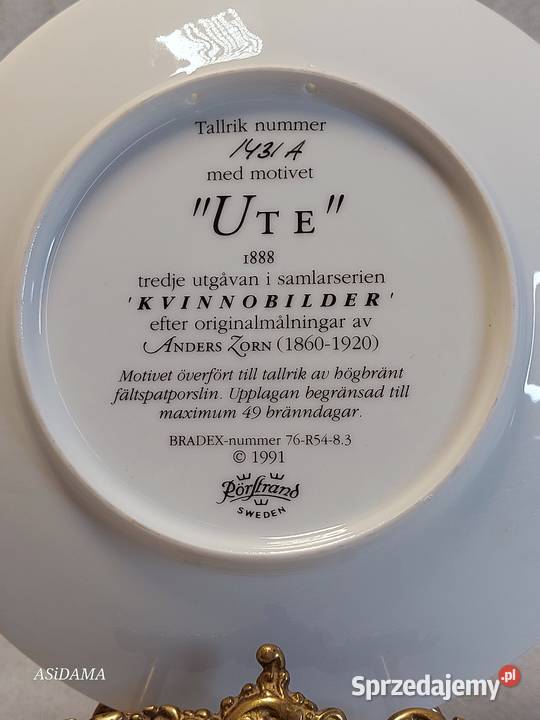 Tallrik nummer
1431 A
med motivet
"UTE"
1888
tredje utgåvan i samlarserien
'KVINNOBILDER'
efter originalmålningar av
ANDERS ZORN (1860-1920)
Motivet överfört till tallrik av högbränt
fältspatporslin. Upplagan begränsad till
maximum 49 bränndagar.
BRADEX-nummer 76-R54-8.3
© 1991
Rörstrand
SWEDEN
ASiDAMA
Sprzedajemy.pl